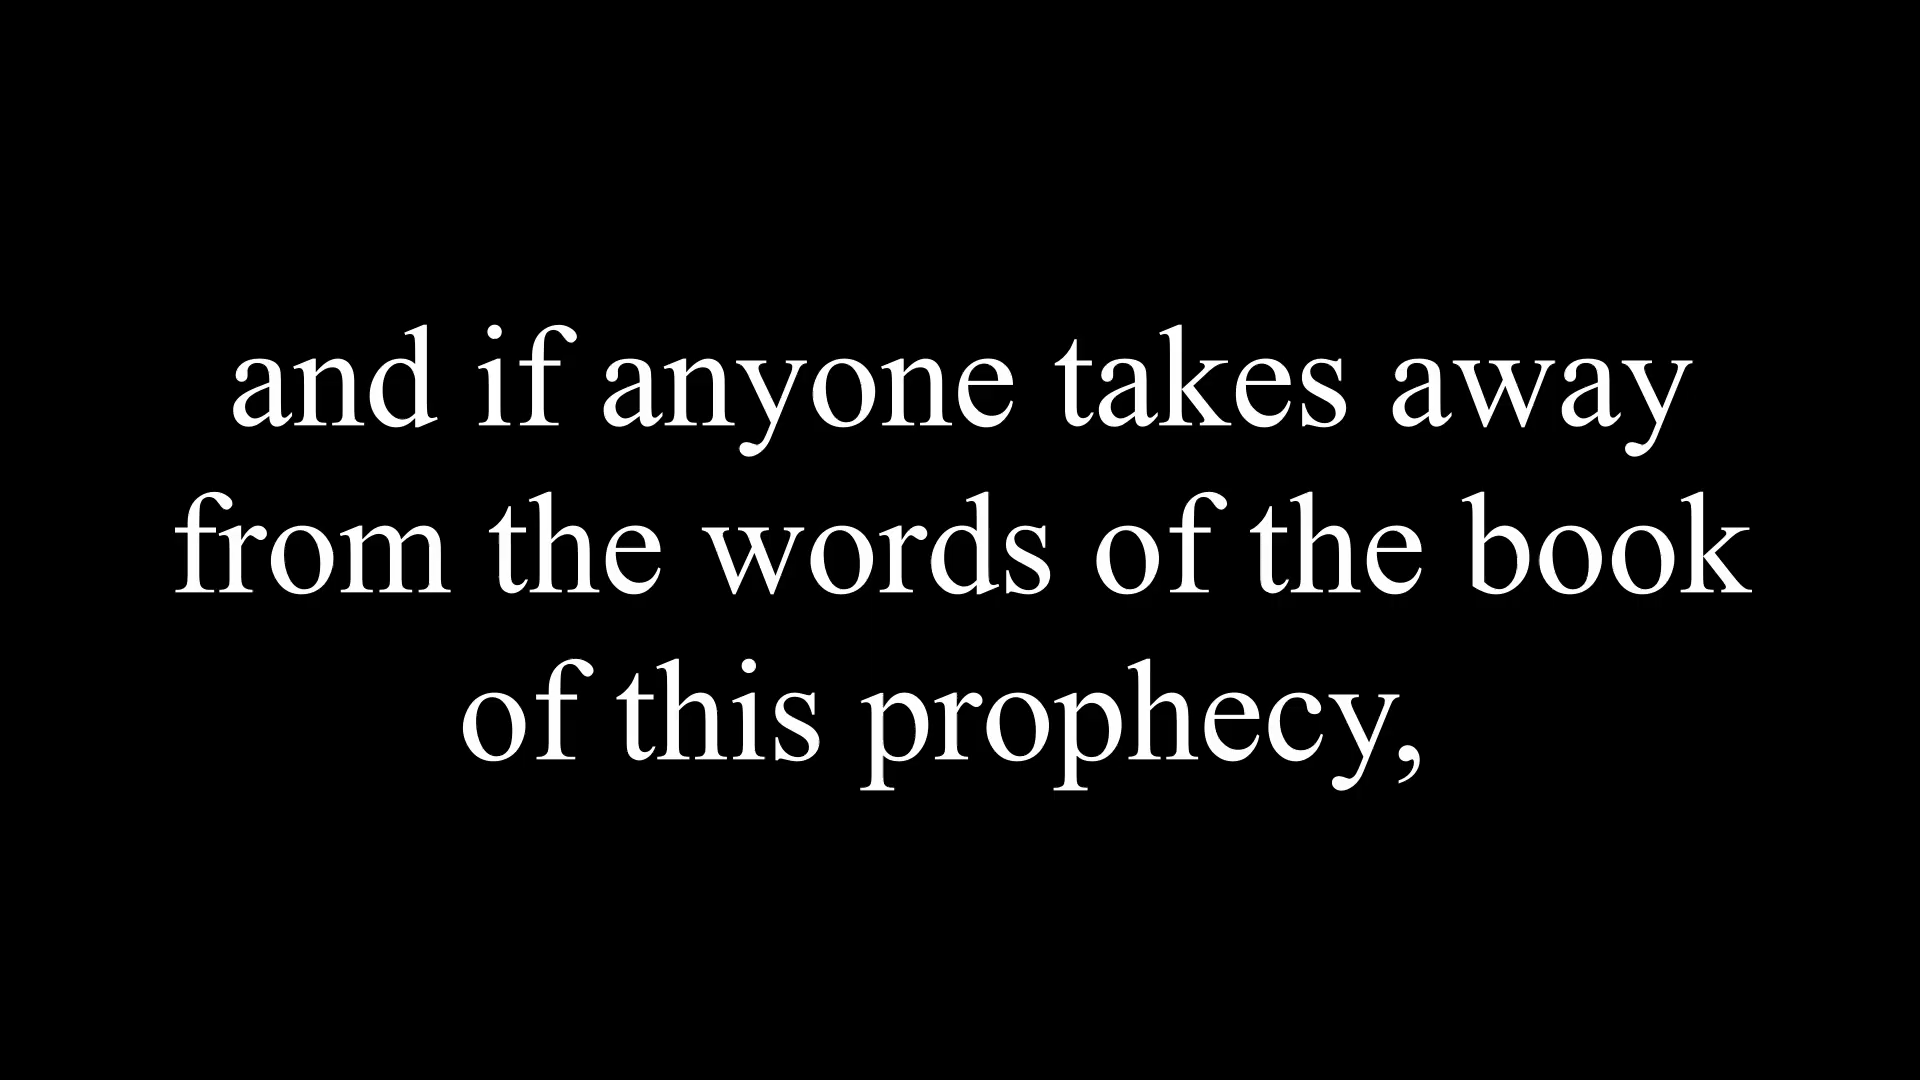 and if anyone takes away
from the words of the book
of this prophecy,